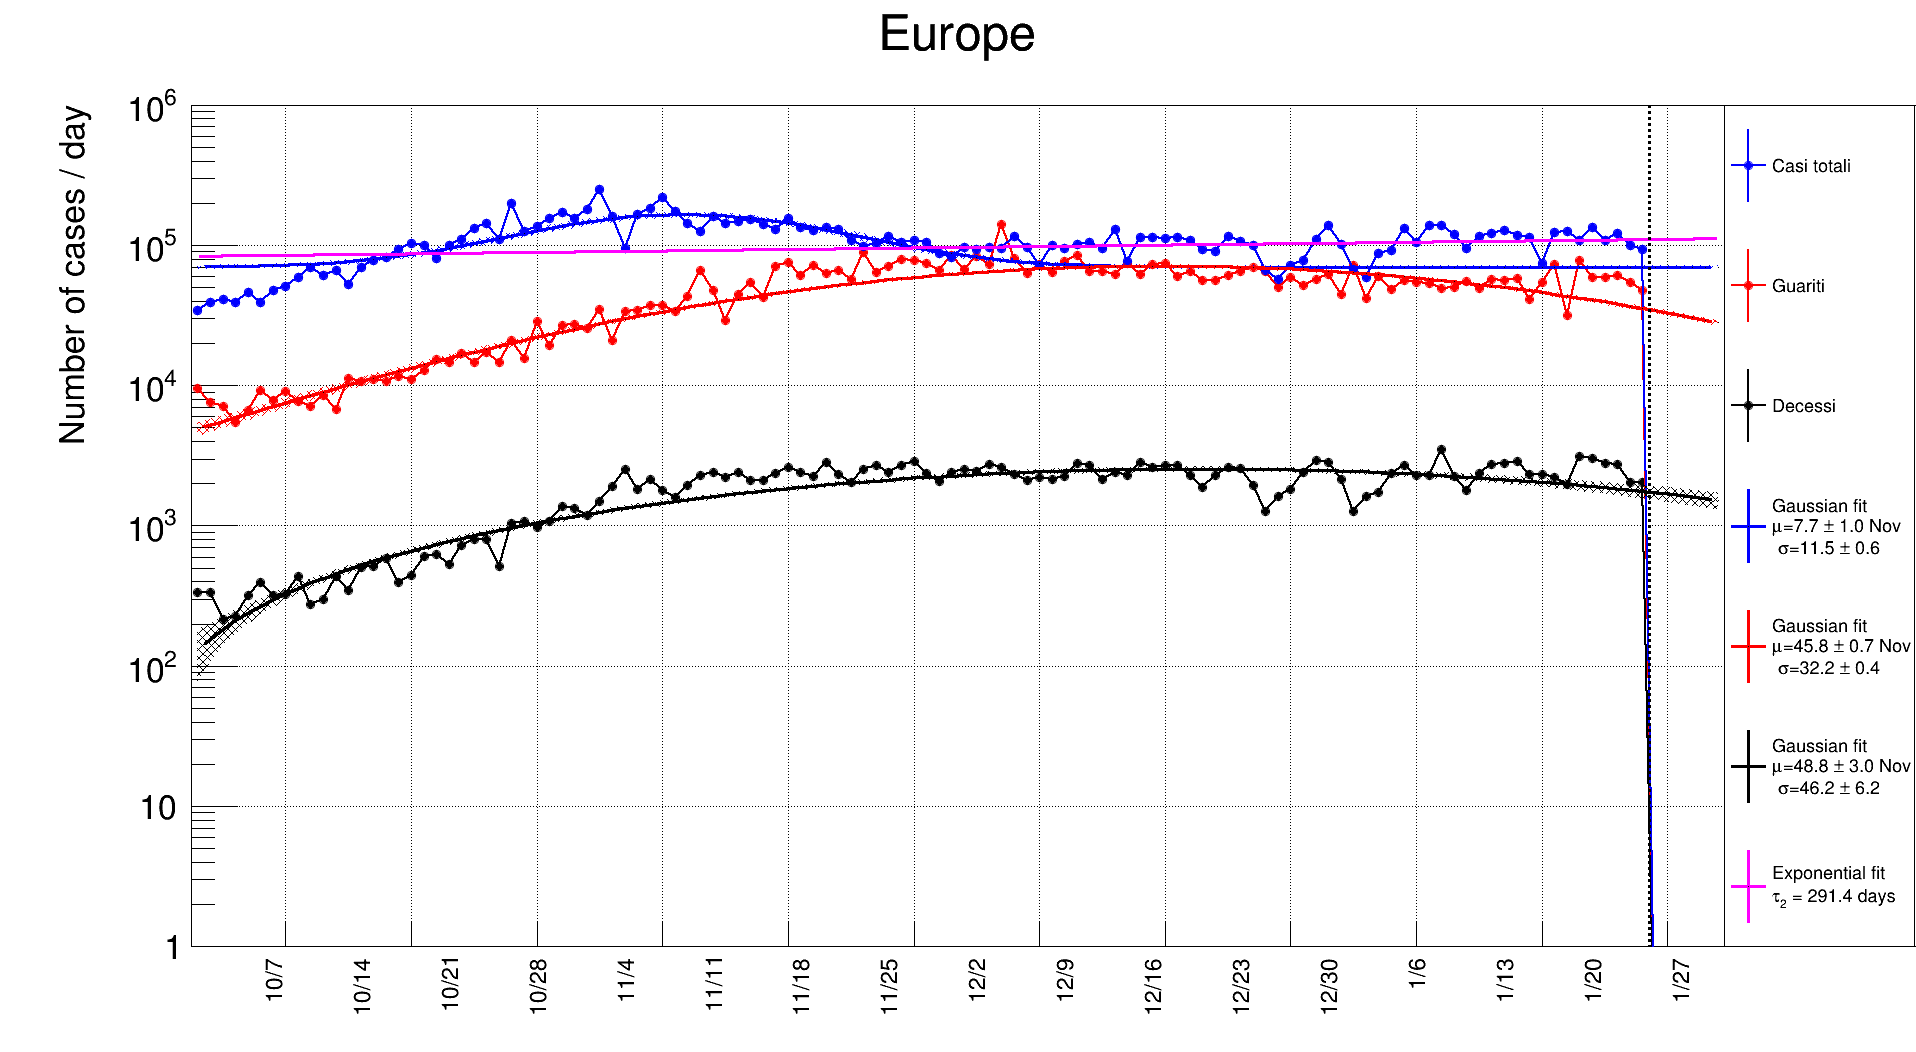 Europe
Number of cases / day
10^6
10^5
10^4
10^3
10^2
10
1
10/7
10/14
10/21
10/28
11/4
11/11
11/18
11/25
12/2
12/9
12/16
12/23
12/30
1/6
1/13
1/20
1/27
Casi totali
Guariti
Decessi
Gaussian fit
μ=7.7 ± 1.0 Nov
σ=11.5 ± 0.6
Gaussian fit
μ=45.8 ± 0.7 Nov
σ=32.2 ± 0.4
Gaussian fit
μ=48.8 ± 3.0 Nov
σ=46.2 ± 6.2
Exponential fit
τ₂ = 291.4 days